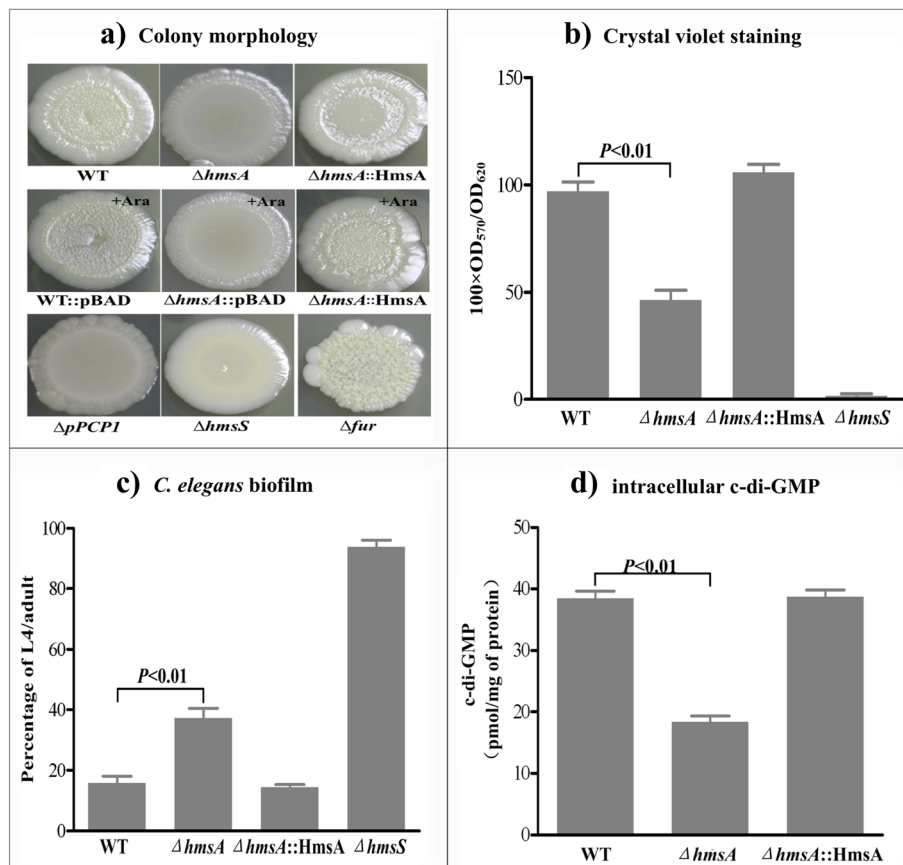 a) Colony morphology
WT ΔhmsA ΔhmsA::HmsA
+Ara +Ara +Ara
WT::pBAD ΔhmsA::pBAD ΔhmsA::HmsA
ΔpPCP1 ΔhmsS Δfur
b) Crystal violet staining
100×OD570/OD620
150
100
50
0
P<0.01
WT ΔhmsA ΔhmsA::HmsA ΔhmsS
c) C. elegans biofilm
Percentage of L4/adult
100
80
60
40
20
0
P<0.01
WT ΔhmsA ΔhmsA::HmsA ΔhmsS
d) intracellular c-di-GMP
c-di-GMP
(pmol/mg of protein)
50
40
30
20
10
0
P<0.01
WT ΔhmsA ΔhmsA::HmsA